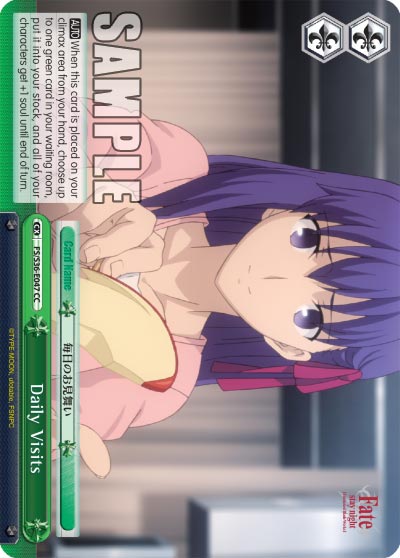 SAMPLE
[AUTO] When this card is placed on your
climax area from your hand, choose up
to one green card in your waiting room,
put it into your stock, and all of your
characters get +1 soul until end of turn.
CX
FS/S36-E047 CC
Card Name
毎日のお見舞い
Daily Visits
©TYPE-MOON, ufotable, FSNPC
Fate
stay night